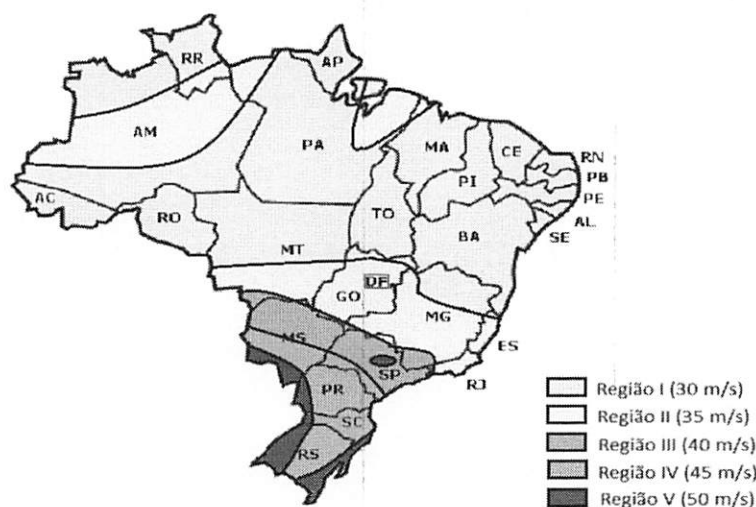 RR
AP
AM
PA
MA
CE
RN
PB
PI
PE
AC
TO
AL
RO
SE
BA
MT
DF
GO
MG
ES
MS
SP
RJ
PR
SC
RS
Região I (30 m/s)
Região II (35 m/s)
Região III (40 m/s)
Região IV (45 m/s)
Região V (50 m/s)